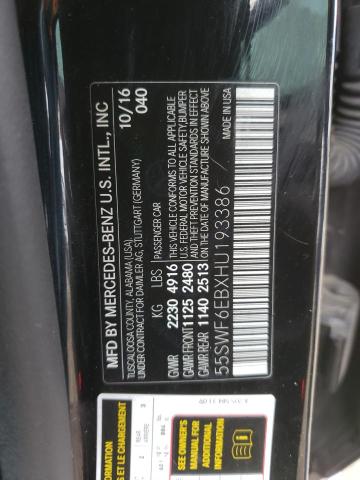 MFD BY MERCEDES-BENZ U.S. INTL., INC 10/16
TUSCALOOSA COUNTY, ALABAMA (USA) 040
UNDER CONTRACT FOR DAIMLER AG, STUTTGART (GERMANY)
KG LBS PASSENGER CAR
GVWR 2230 4916 THIS VEHICLE CONFORMS TO ALL APPLICABLE
GAWR FRONT 1125 2480 U.S. FEDERAL MOTOR VEHICLE SAFETY, BUMPER
GAWR REAR 1140 2513 AND THEFT PREVENTION STANDARDS IN EFFECT ON THE
DATE OF MANUFACTURE SHOWN ABOVE
55SWF6EBXHU193386 MADE IN USA
ET LE CHARGEMENT
SEE OWNER'S
MANUAL FOR
ADDITIONAL
INFORMATION